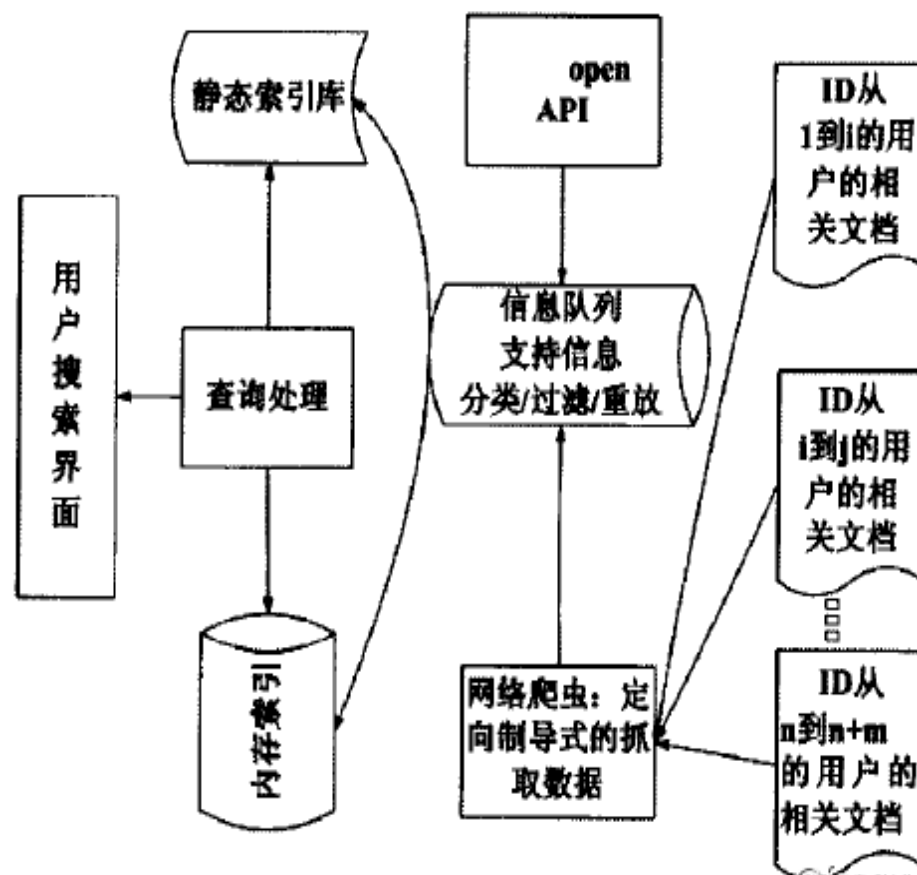 静态索引库
open
API
ID从
1到i的用
户的相
关文档
用户搜索界面
查询处理
信息队列
支持信息
分类/过滤/重放
ID从
i到j的用
户的相
关文档
内存索引
网络爬虫：定
向制导式的抓
取数据
ID从
n到n+m
的用户的
相关文档